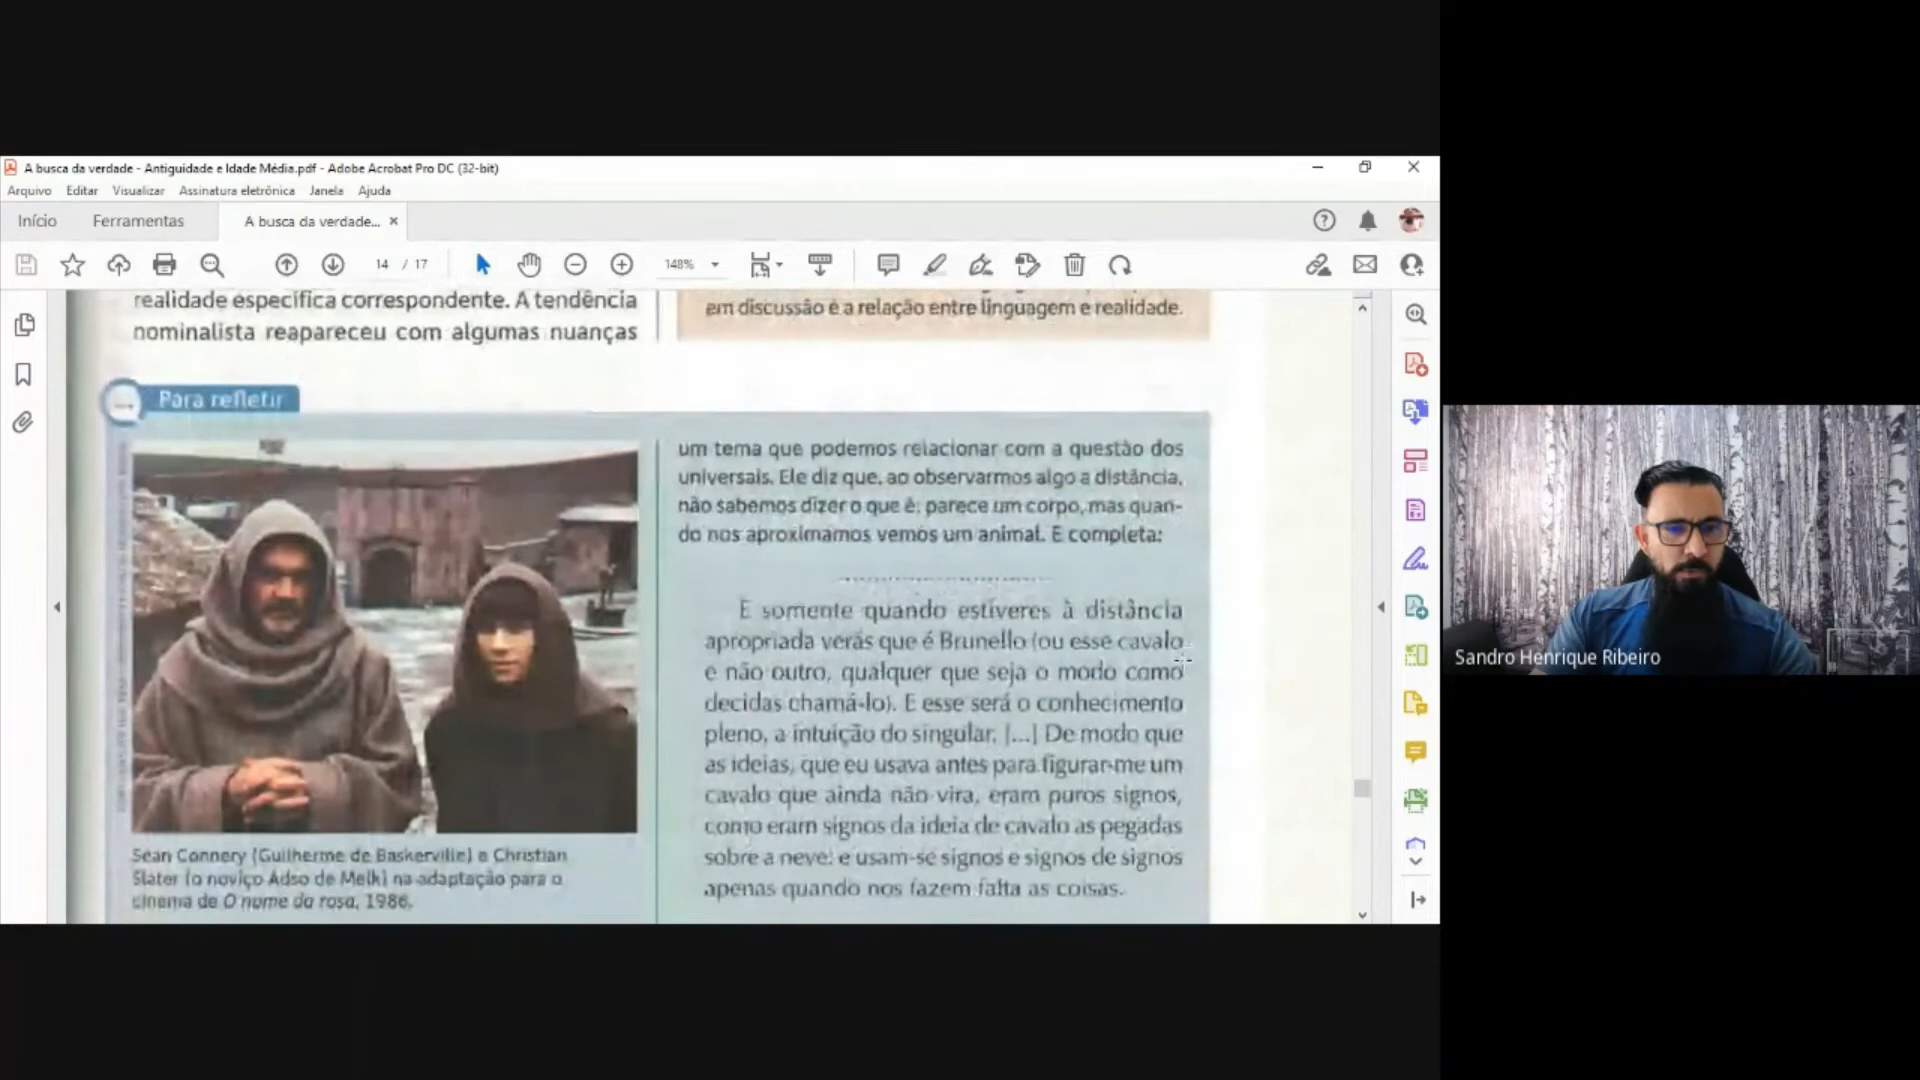 A busca da verdade - Antiguidade e Idade Média.pdf - Adobe Acrobat Pro DC (32-bit)
Arquivo Editar Visualizar Assinatura eletrônica Janela Ajuda
Início Ferramentas A busca da verdade... ×
14 / 17 148%
realidade específica correspondente. A tendência
nominalista reapareceu com algumas nuanças
em discussão é a relação entre linguagem e realidade.
Para refletir
Sean Connery (Guilherme de Baskerville) e Christian
Slater (o noviço Adso de Melk) na adaptação para o
cinema de O nome da rosa, 1986.
um tema que podemos relacionar com a questão dos
universais. Ele diz que, ao observarmos algo a distância,
não sabemos dizer o que é: parece um corpo, mas quan-
do nos aproximamos vemos um animal. E completa:
E somente quando estiveres à distância
apropriada verás que é Brunello (ou esse cavalo
e não outro, qualquer que seja o modo como
decidas chamá-lo). E esse será o conhecimento
pleno, a intuição do singular. [...] De modo que
as ideias, que eu usava antes para figurar-me um
cavalo que ainda não vira, eram puros signos,
como eram signos da ideia de cavalo as pegadas
sobre a neve: e usam-se signos e signos de signos
apenas quando nos fazem falta as coisas.
Sandro Henrique Ribeiro